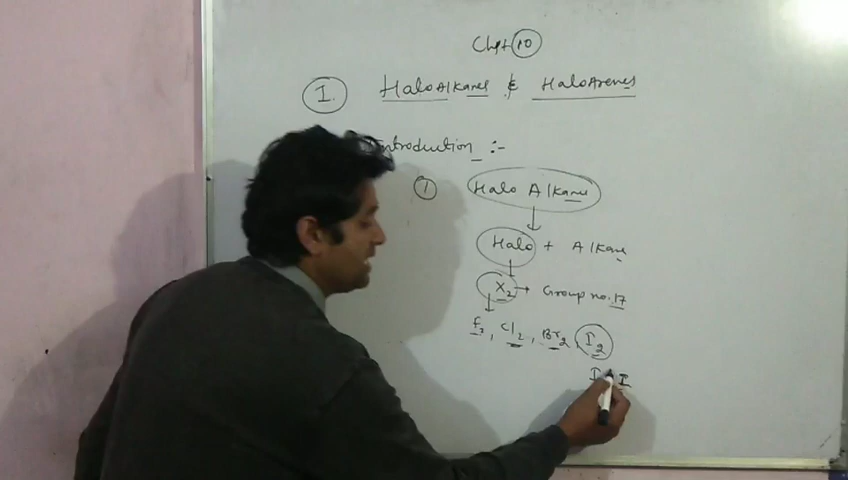 Chpt 10
I. HaloAlkanes & HaloArenes
Introduction :-
1 Halo Alkane
Halo + Alkane
X2 → Group no. 17
F2, Cl2, Br2, I2
I I